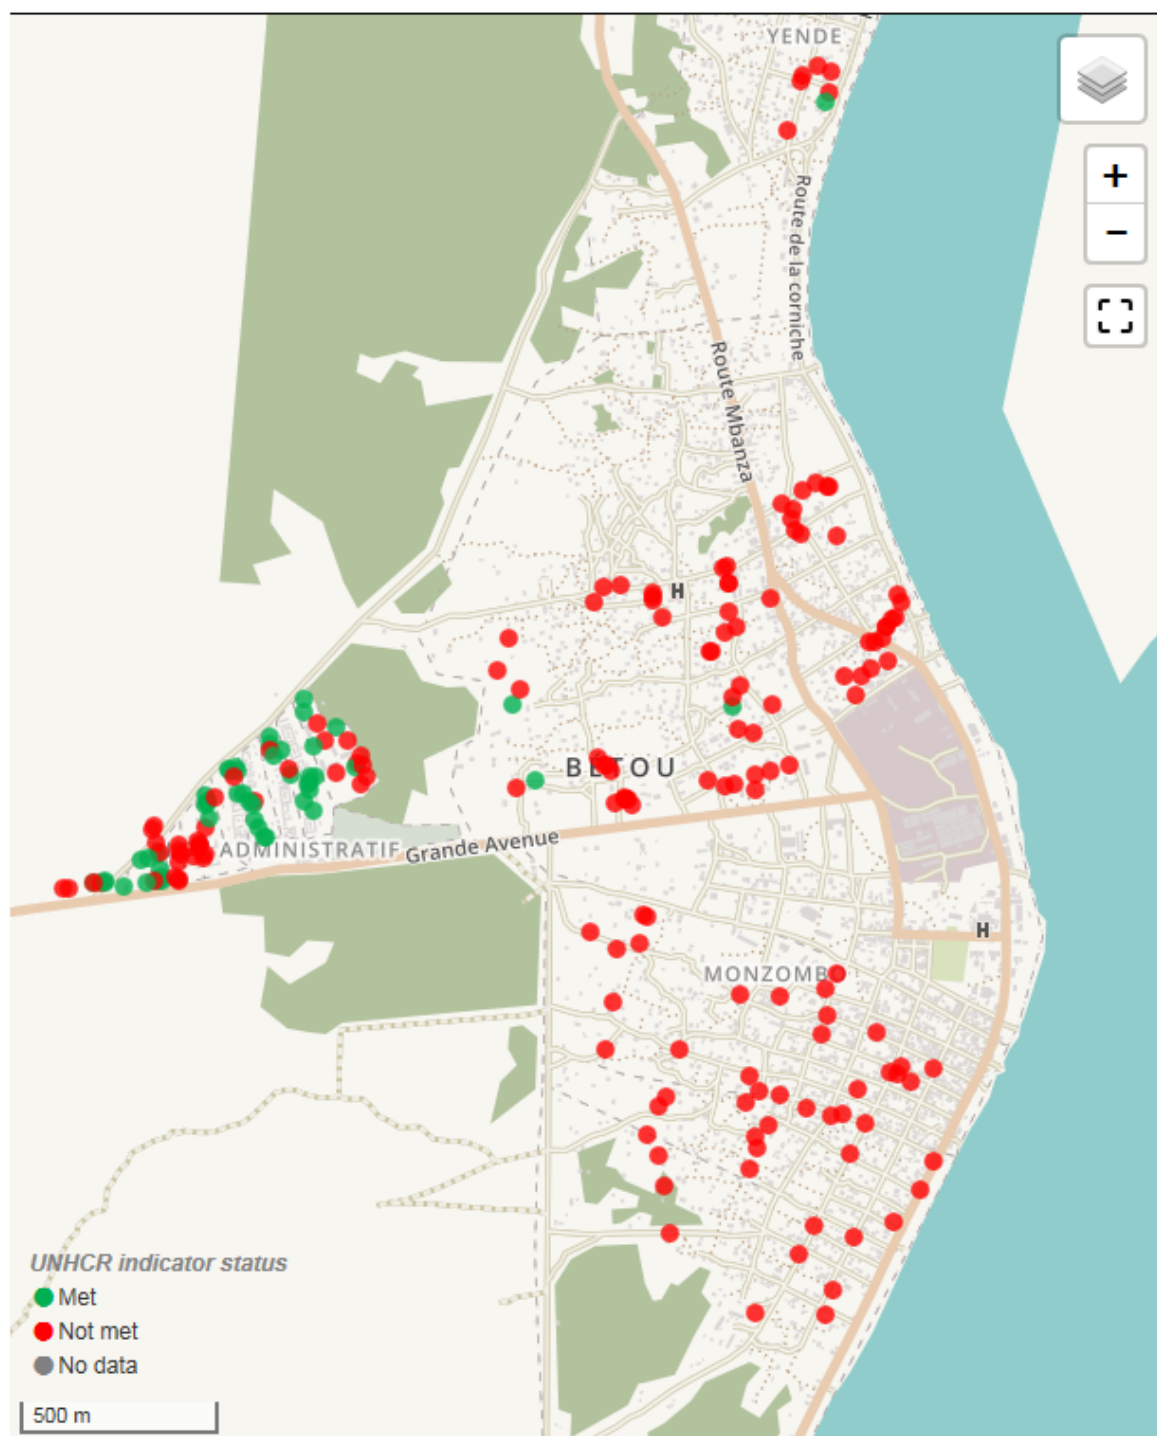 YENDE
+
−
Route de la corniche
Route Mbanza
H
BETOU
ADMINISTRATIF
Grande Avenue
H
MONZOMBO
UNHCR indicator status
Met
Not met
No data
500 m